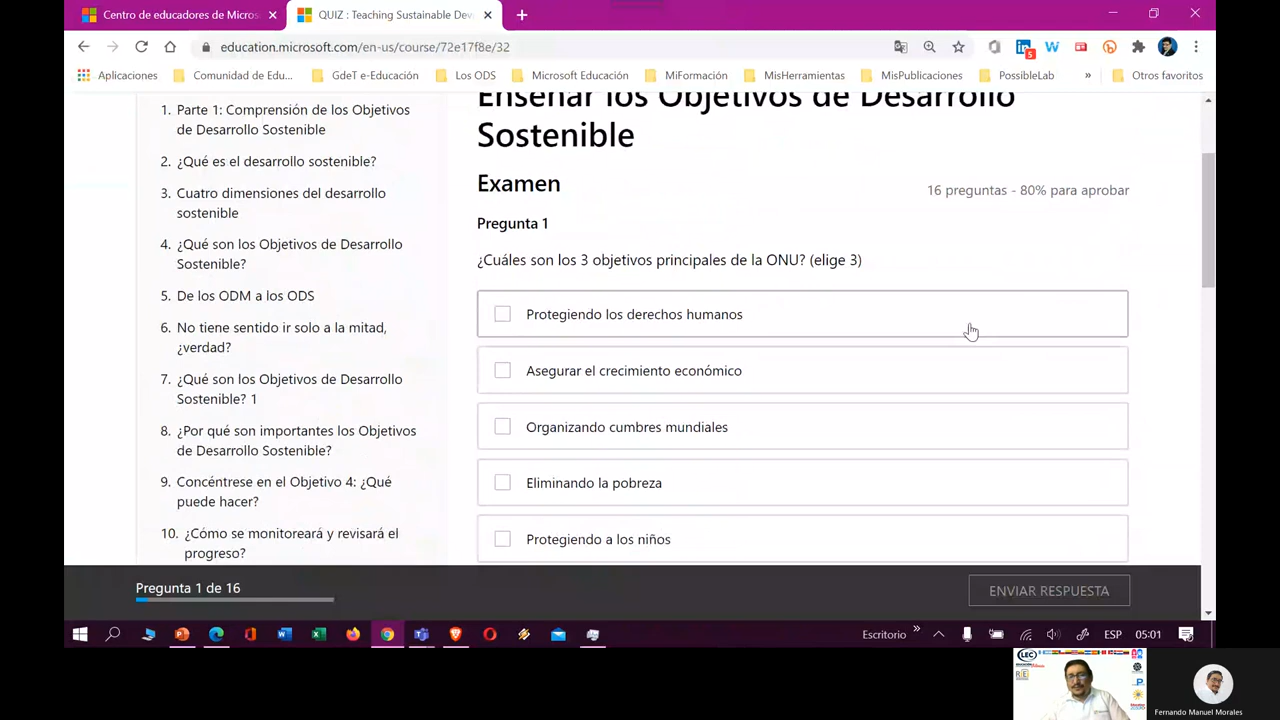 Centro de educadores de Micros
QUIZ : Teaching Sustainable Dev
education.microsoft.com/en-us/course/72e17f8e/32
5
Aplicaciones
Comunidad de Edu...
GdeT e-Educación
Los ODS
Microsoft Educación
MiFormación
MisHerramientas
MisPublicaciones
PossibleLab
»
Otros favoritos
1. Parte 1: Comprensión de los Objetivos
de Desarrollo Sostenible
2. ¿Qué es el desarrollo sostenible?
3. Cuatro dimensiones del desarrollo
sostenible
4. ¿Qué son los Objetivos de Desarrollo
Sostenible?
5. De los ODM a los ODS
6. No tiene sentido ir solo a la mitad,
¿verdad?
7. ¿Qué son los Objetivos de Desarrollo
Sostenible? 1
8. ¿Por qué son importantes los Objetivos
de Desarrollo Sostenible?
9. Concéntrese en el Objetivo 4: ¿Qué
puede hacer?
10. ¿Cómo se monitoreará y revisará el
progreso?
Enseñar los Objetivos de Desarrollo
Sostenible
Examen
16 preguntas - 80% para aprobar
Pregunta 1
¿Cuáles son los 3 objetivos principales de la ONU? (elige 3)
Protegiendo los derechos humanos
Asegurar el crecimiento económico
Organizando cumbres mundiales
Eliminando la pobreza
Protegiendo a los niños
Pregunta 1 de 16
ENVIAR RESPUESTA
Escritorio
»
ESP
05:01
LEC
Fernando Manuel Morales